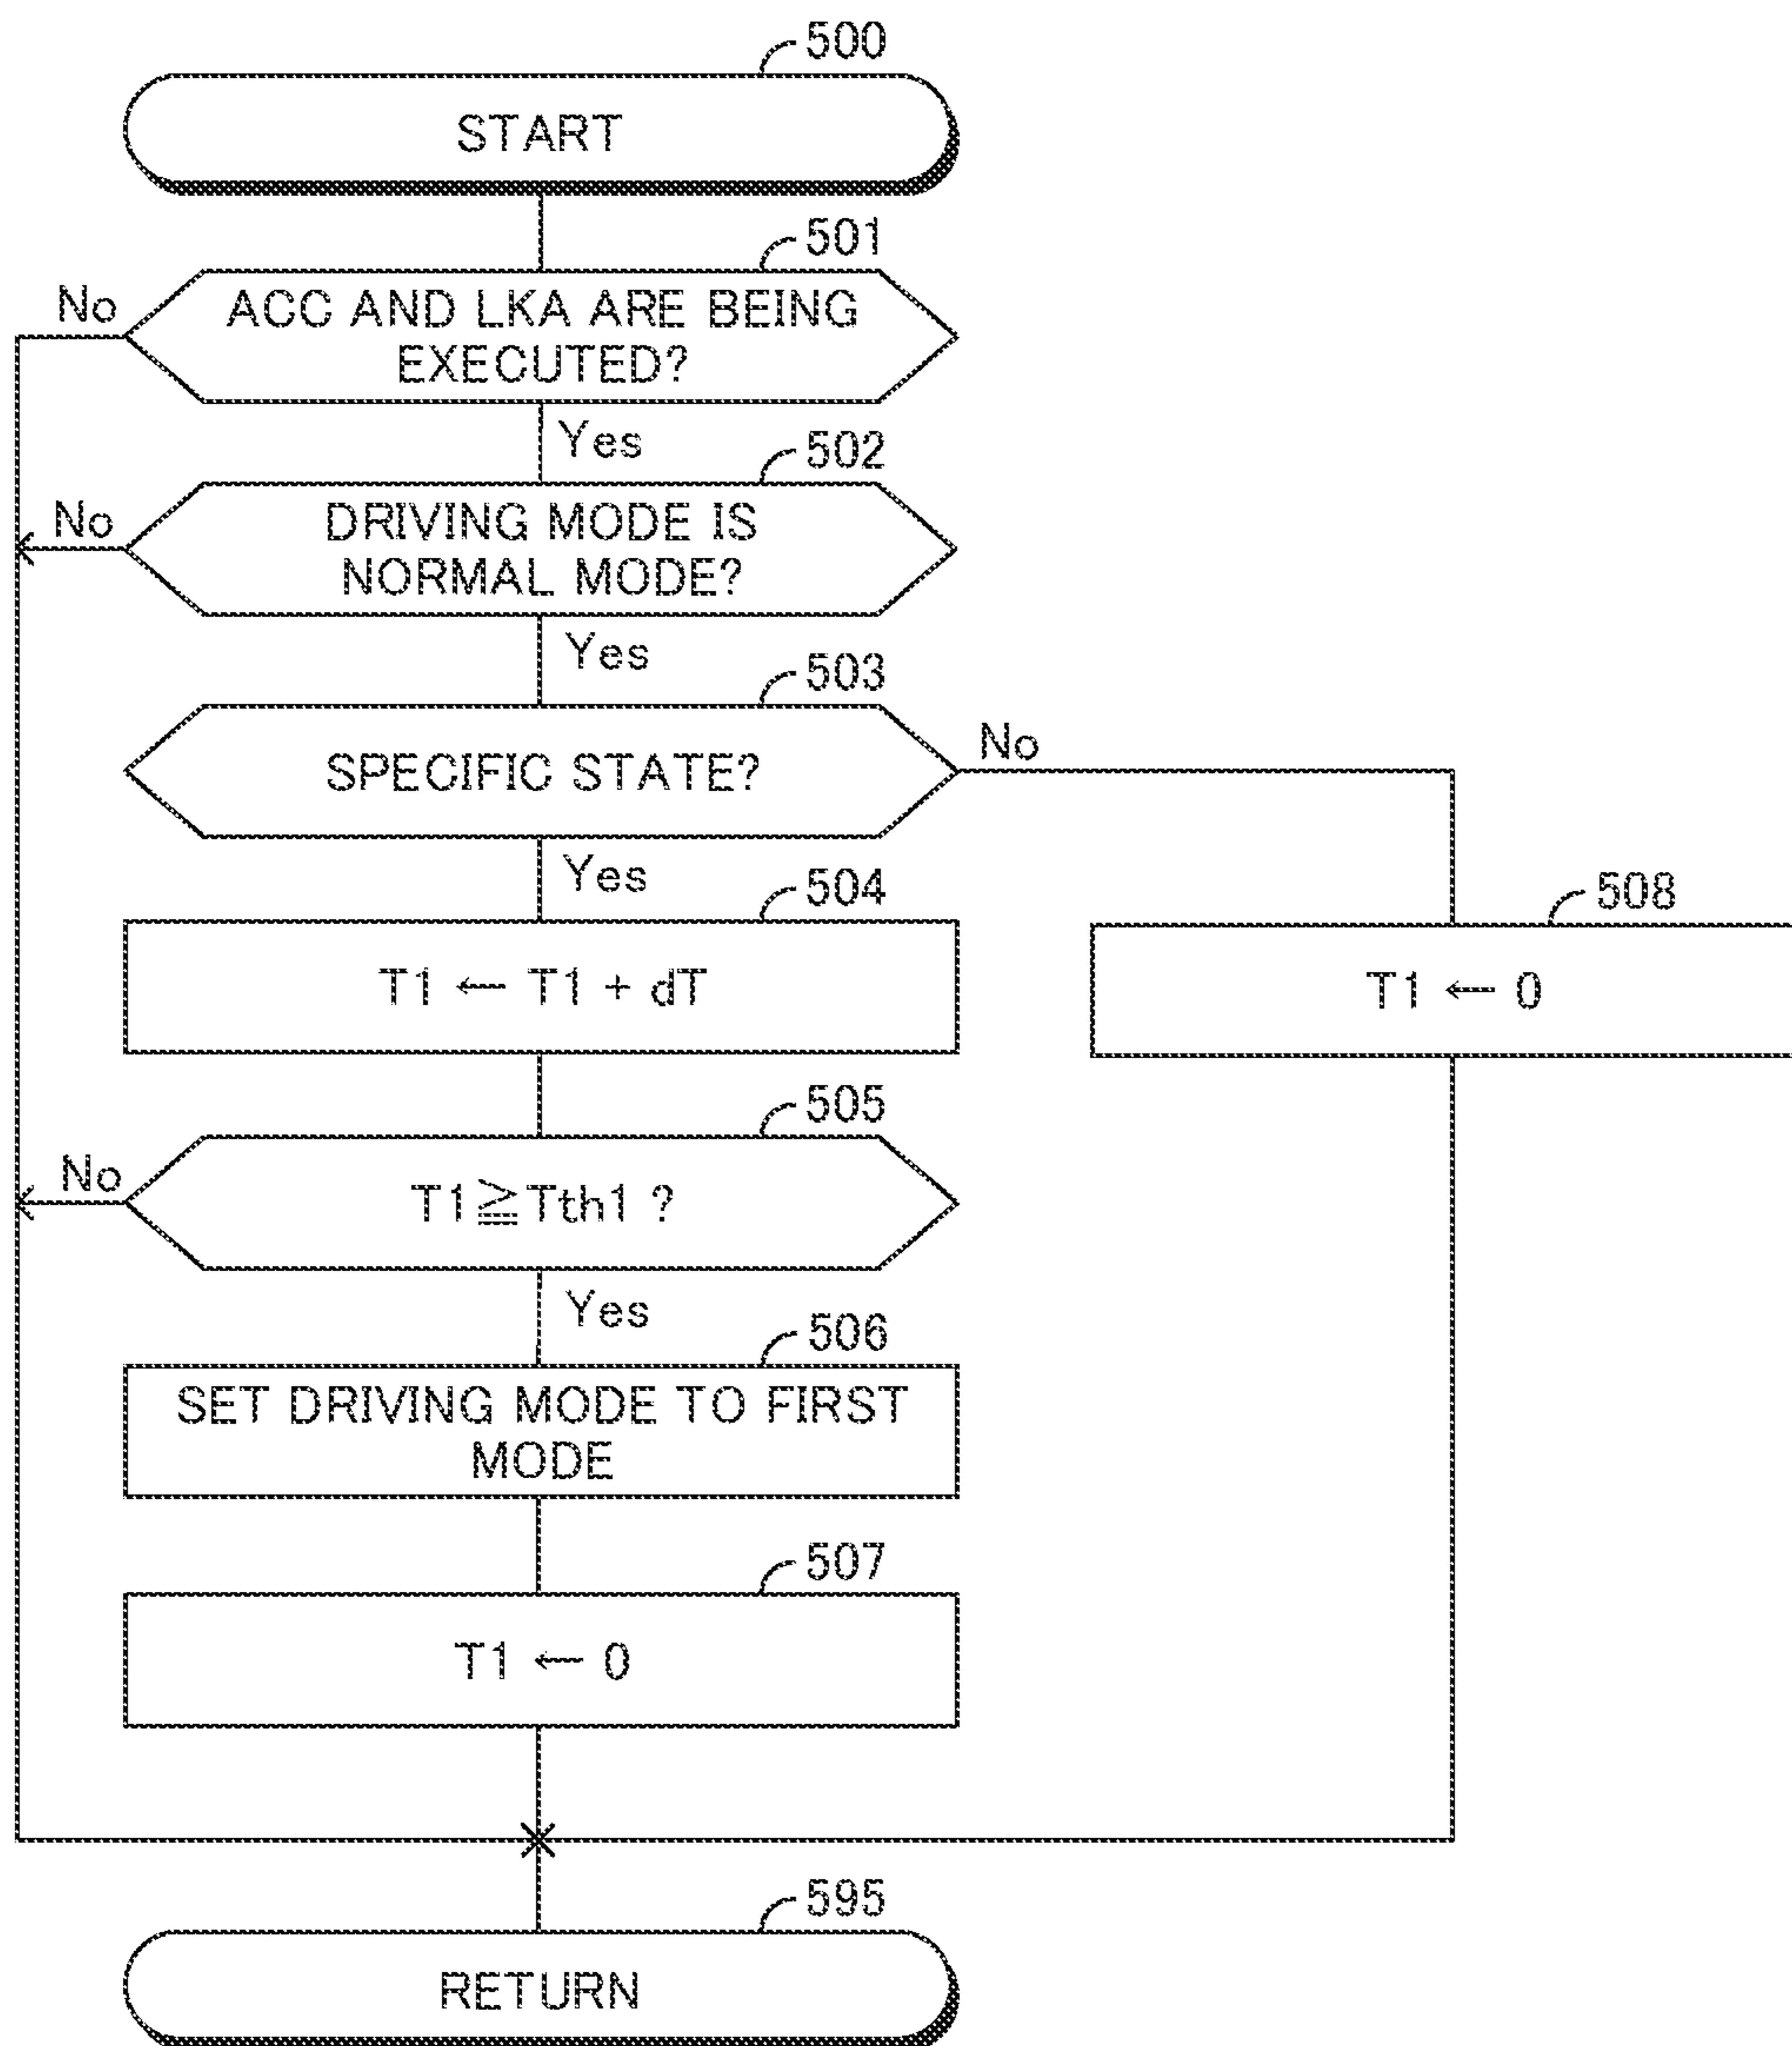 500
START
501
No
ACC AND LKA ARE BEING
EXECUTED?
Yes
502
No
DRIVING MODE IS
NORMAL MODE?
Yes
503
SPECIFIC STATE?
No
Yes
504
T1 ← T1 + dT
508
T1 ← 0
505
No
T1≧Tth1 ?
Yes
506
SET DRIVING MODE TO FIRST
MODE
507
T1 ← 0
595
RETURN